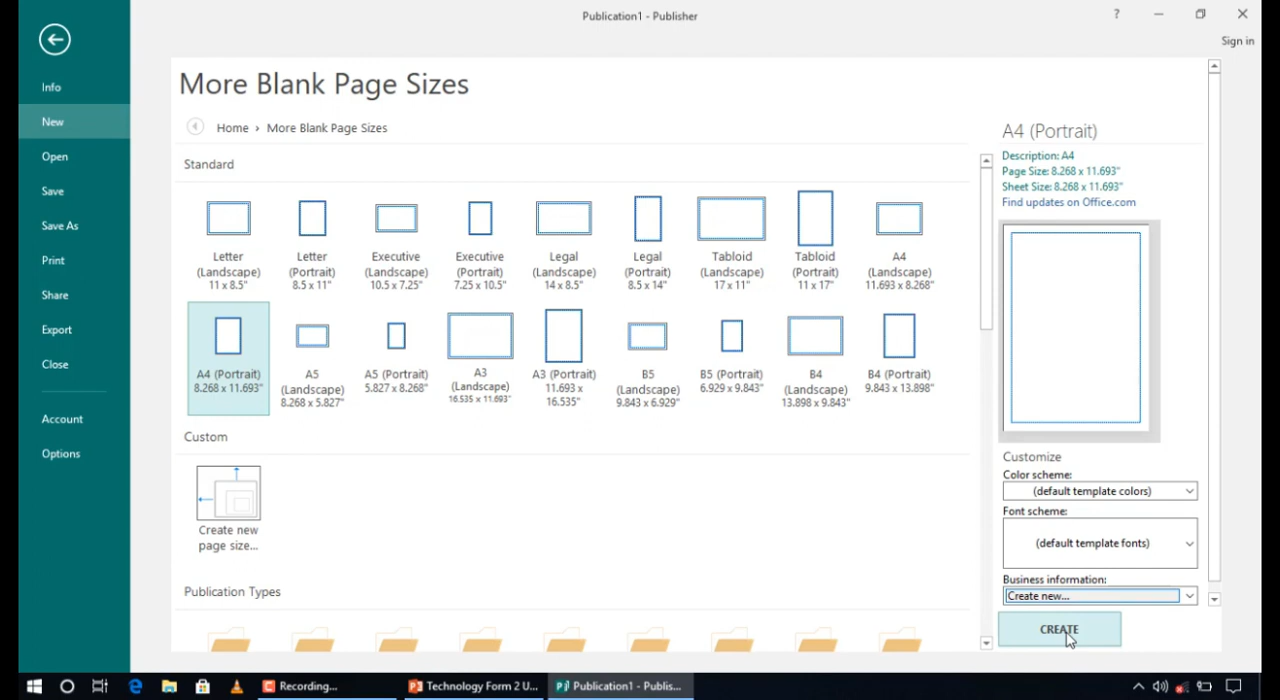 Publication1 - Publisher
?
Sign in
Info
New
Open
Save
Save As
Print
Share
Export
Close
Account
Options
More Blank Page Sizes
Home › More Blank Page Sizes
Standard
Letter
(Landscape)
11 x 8.5"
Letter
(Portrait)
8.5 x 11"
Executive
(Landscape)
10.5 x 7.25"
Executive
(Portrait)
7.25 x 10.5"
Legal
(Landscape)
14 x 8.5"
Legal
(Portrait)
8.5 x 14"
Tabloid
(Landscape)
17 x 11"
Tabloid
(Portrait)
11 x 17"
A4
(Landscape)
11.693 x 8.268"
A4 (Portrait)
8.268 x 11.693"
A5
(Landscape)
8.268 x 5.827"
A5 (Portrait)
5.827 x 8.268"
A3
(Landscape)
16.535 x 11.693"
A3 (Portrait)
11.693 x
16.535"
B5
(Landscape)
9.843 x 6.929"
B5 (Portrait)
6.929 x 9.843"
B4
(Landscape)
13.898 x 9.843"
B4 (Portrait)
9.843 x 13.898"
Custom
Create new
page size...
Publication Types
A4 (Portrait)
Description: A4
Page Size: 8.268 x 11.693"
Sheet Size: 8.268 x 11.693"
Find updates on Office.com
Customize
Color scheme:
(default template colors)
Font scheme:
(default template fonts)
Business information:
Create new...
CREATE
Recording...
Technology Form 2 U...
Publication1 - Publis...